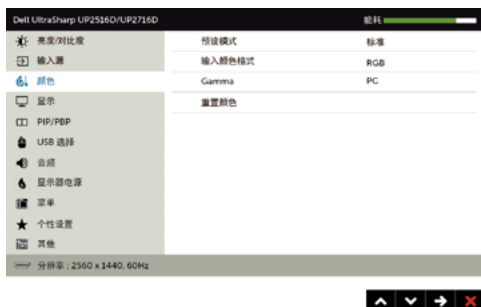 Dell UltraSharp UP2516D/UP2716D 能耗
亮度/对比度 预设模式 标准
输入源 输入颜色格式 RGB
颜色 Gamma PC
显示 重置颜色
PIP/PBP
USB 选择
音频
显示器电源
菜单
个性设置
其他
分辨率 : 2560 x 1440, 60Hz